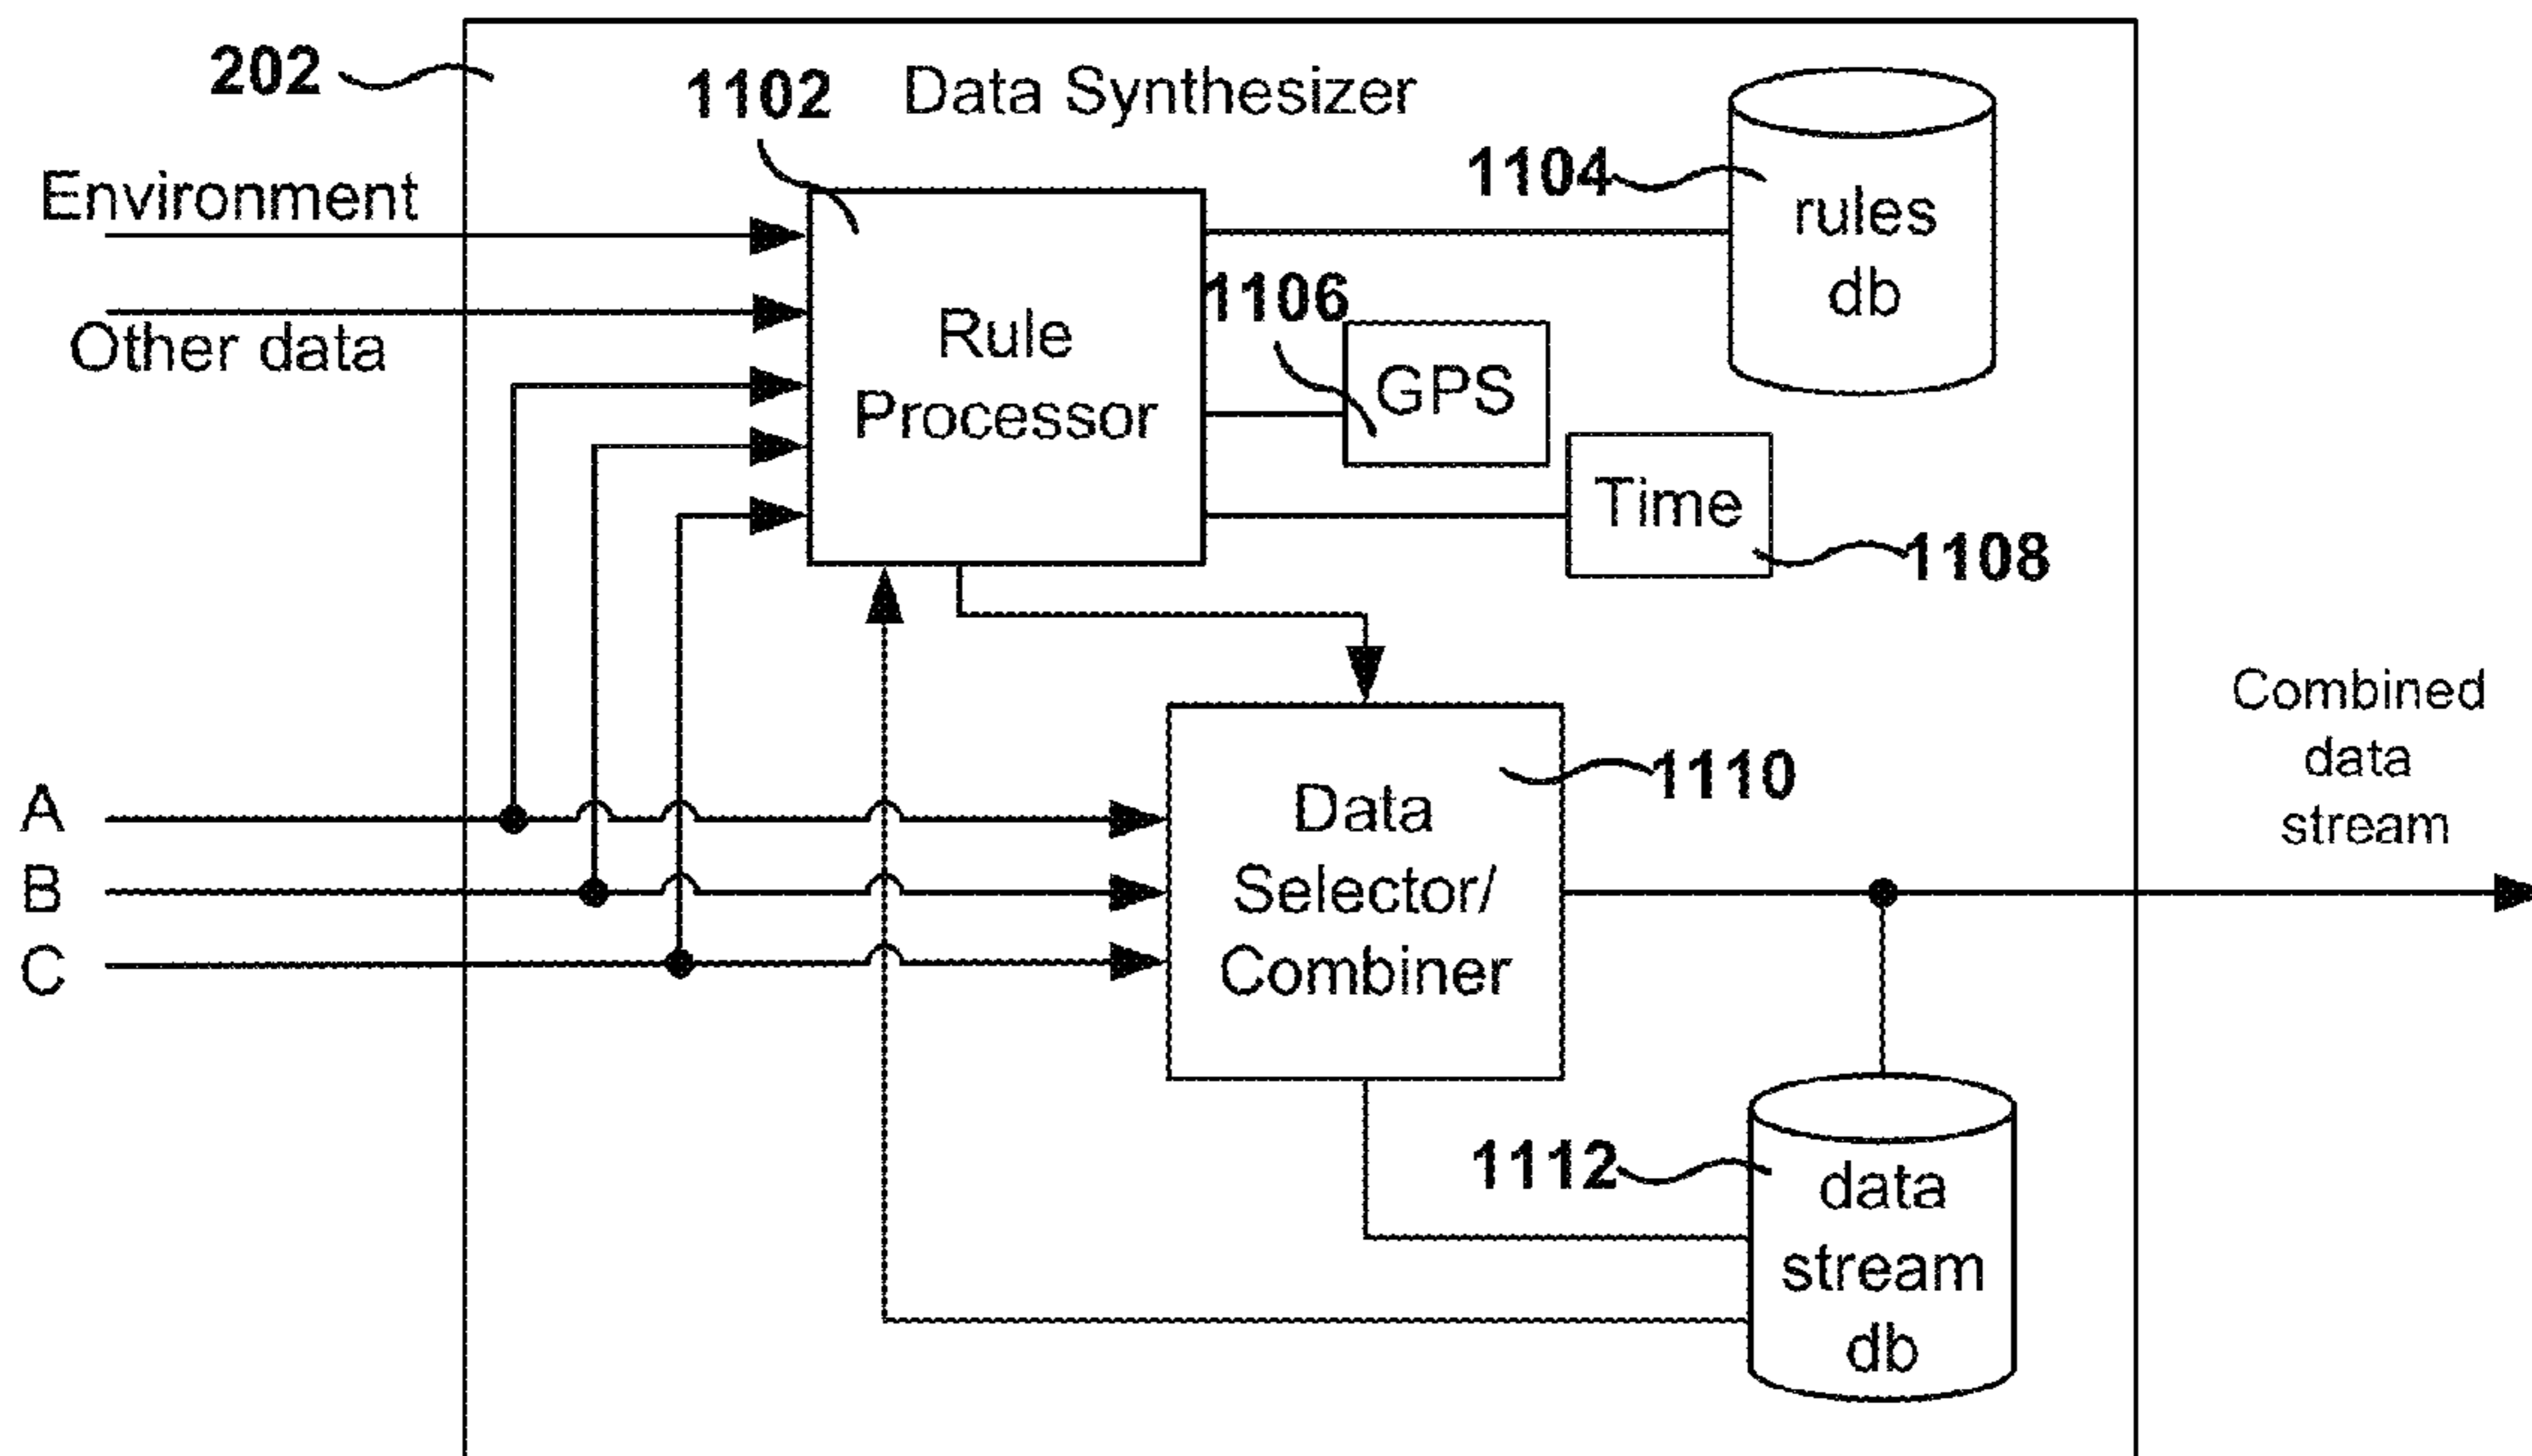 202
1102
Data Synthesizer
1104
rules
db
Environment
Other data
1106
Rule
Processor
GPS
Time
1108
A
B
C
1110
Data
Selector/
Combiner
Combined
data
stream
1112
data
stream
db